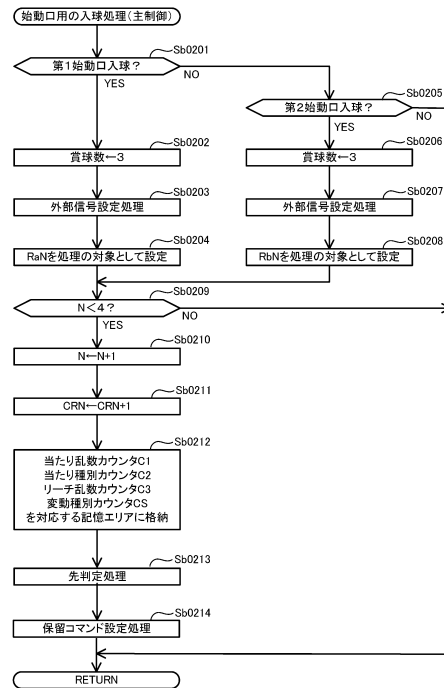 始動口用の入球処理(主制御)
Sb0201
第1始動口入球?
NO
YES
Sb0205
第2始動口入球?
NO
YES
Sb0202
賞球数←3
Sb0206
賞球数←3
Sb0203
外部信号設定処理
Sb0207
外部信号設定処理
Sb0204
RaNを処理の対象として設定
Sb0208
RbNを処理の対象として設定
Sb0209
N<4?
NO
YES
Sb0210
N←N+1
Sb0211
CRN←CRN+1
Sb0212
当たり乱数カウンタC1
当たり種別カウンタC2
リーチ乱数カウンタC3
変動種別カウンタCS
を対応する記憶エリアに格納
Sb0213
先判定処理
Sb0214
保留コマンド設定処理
RETURN